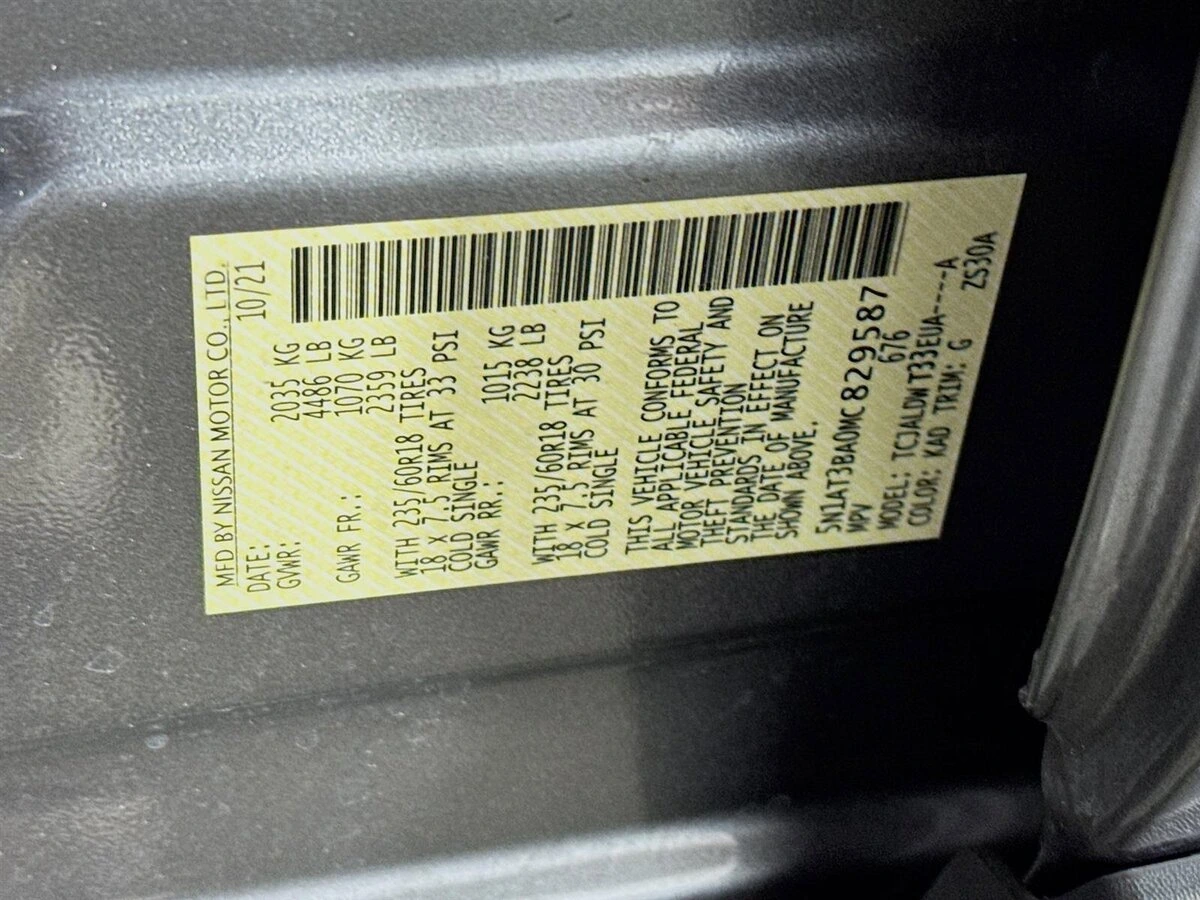 MFD BY NISSAN MOTOR CO., LTD.
DATE: 10/21
GVWR: 2035 KG
4486 LB
GAWR FR.: 1070 KG
2359 LB
WITH 235/60R18 TIRES
18 X 7.5 RIMS AT 33 PSI
COLD SINGLE
GAWR RR.: 1015 KG
2238 LB
WITH 235/60R18 TIRES
18 X 7.5 RIMS AT 30 PSI
COLD SINGLE
THIS VEHICLE CONFORMS TO
ALL APPLICABLE FEDERAL
MOTOR VEHICLE SAFETY AND
THEFT PREVENTION
STANDARDS IN EFFECT ON
THE DATE OF MANUFACTURE
SHOWN ABOVE.
5N1AT3BA0MC829587
MPV 676
MODEL: TCJALDWT33EUA----A
COLOR: KAD TRIM: G ZS30A